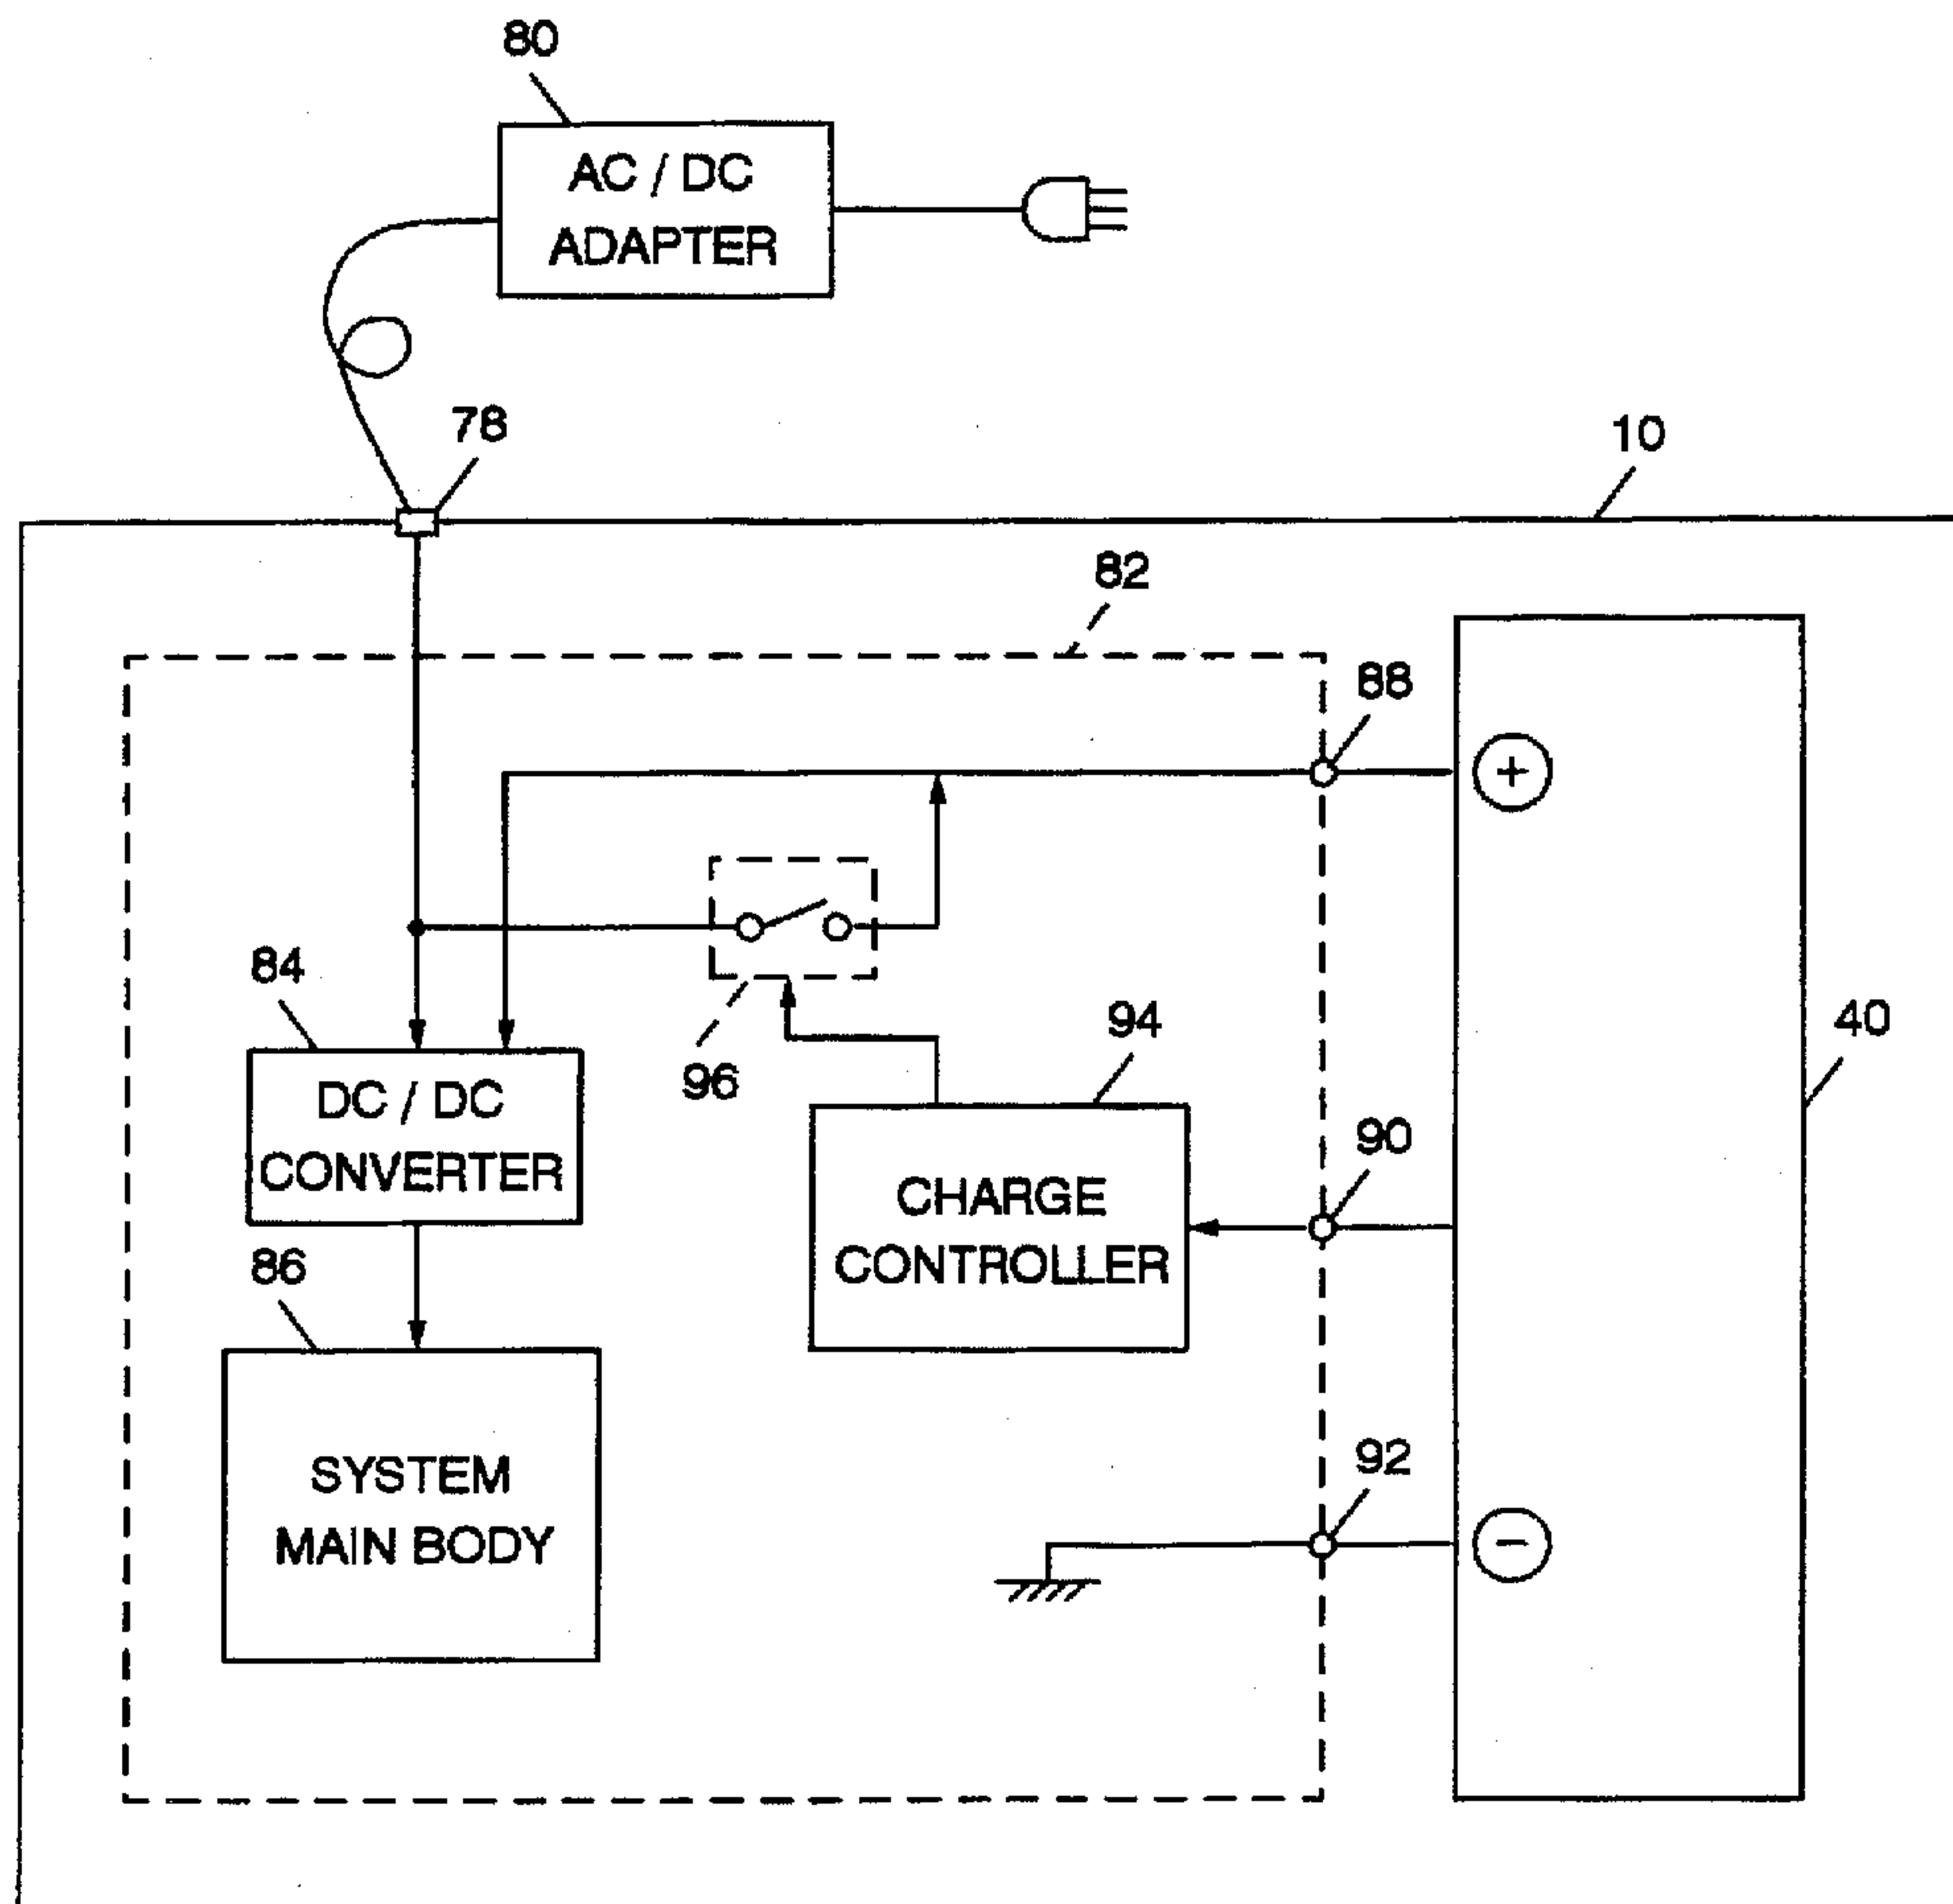 80
AC / DC
ADAPTER
78
10
82
88
+
84
96
94
40
DC / DC
CONVERTER
90
CHARGE
CONTROLLER
86
92
SYSTEM
MAIN BODY
−